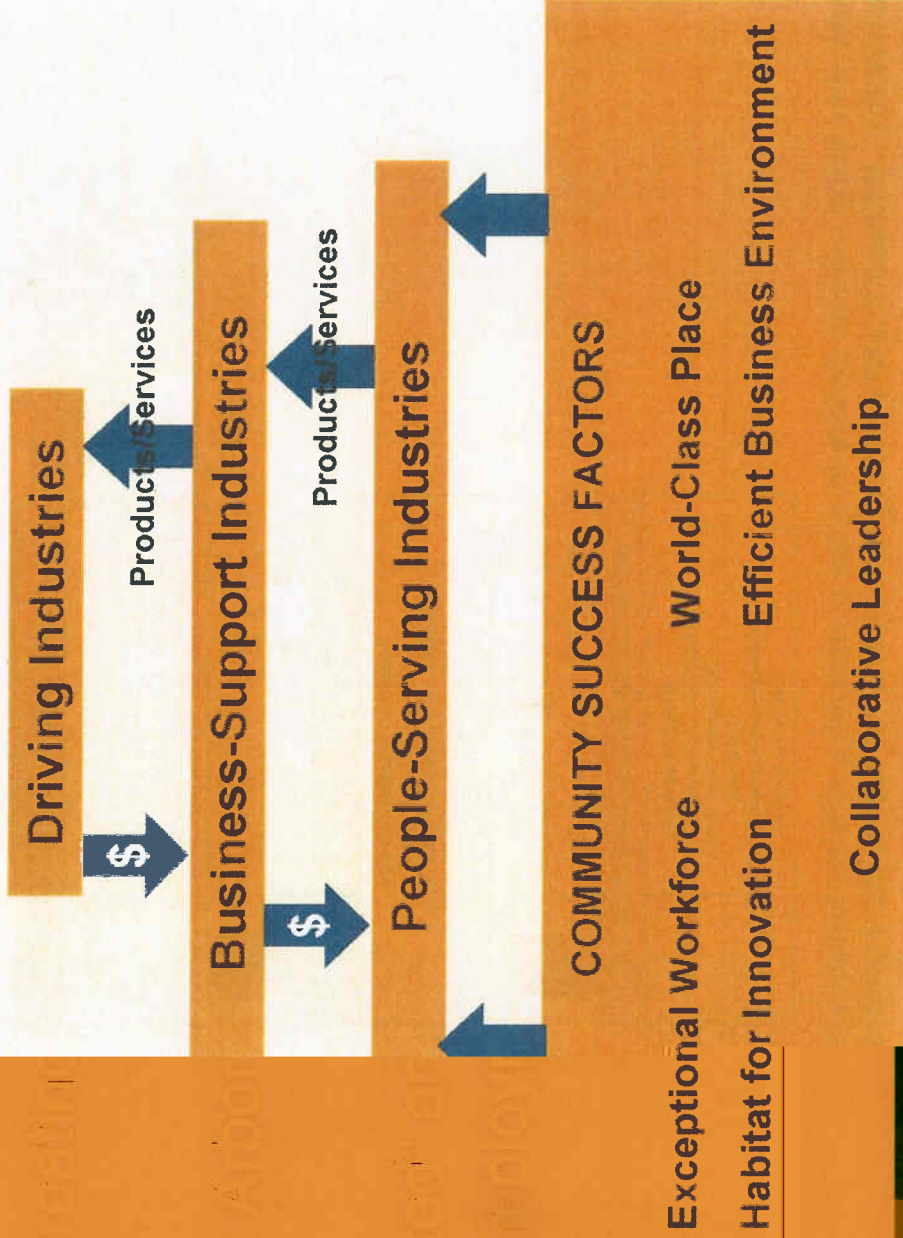 Driving Industries
$
Products/Services
Business-Support Industries
$
Products/Services
People-Serving Industries
COMMUNITY SUCCESS FACTORS
Exceptional Workforce
World-Class Place
Habitat for Innovation
Efficient Business Environment
Collaborative Leadership